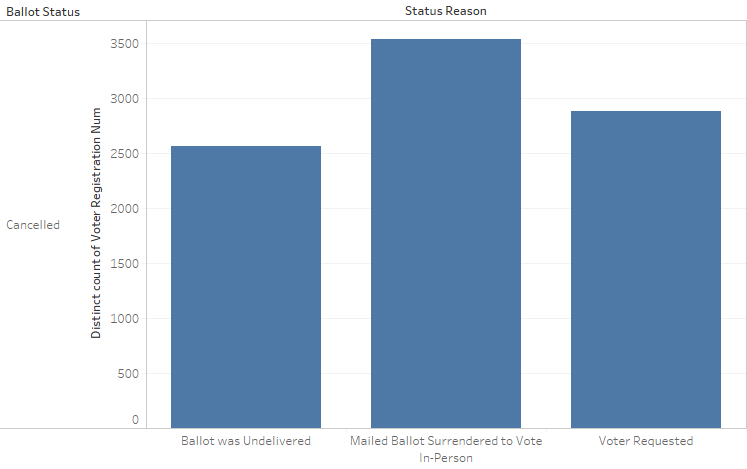 Ballot Status
Status Reason
Distinct count of Voter Registration Num
3500
3000
2500
2000
1500
1000
500
0
Cancelled
Ballot was Undelivered
Mailed Ballot Surrendered to Vote
In-Person
Voter Requested